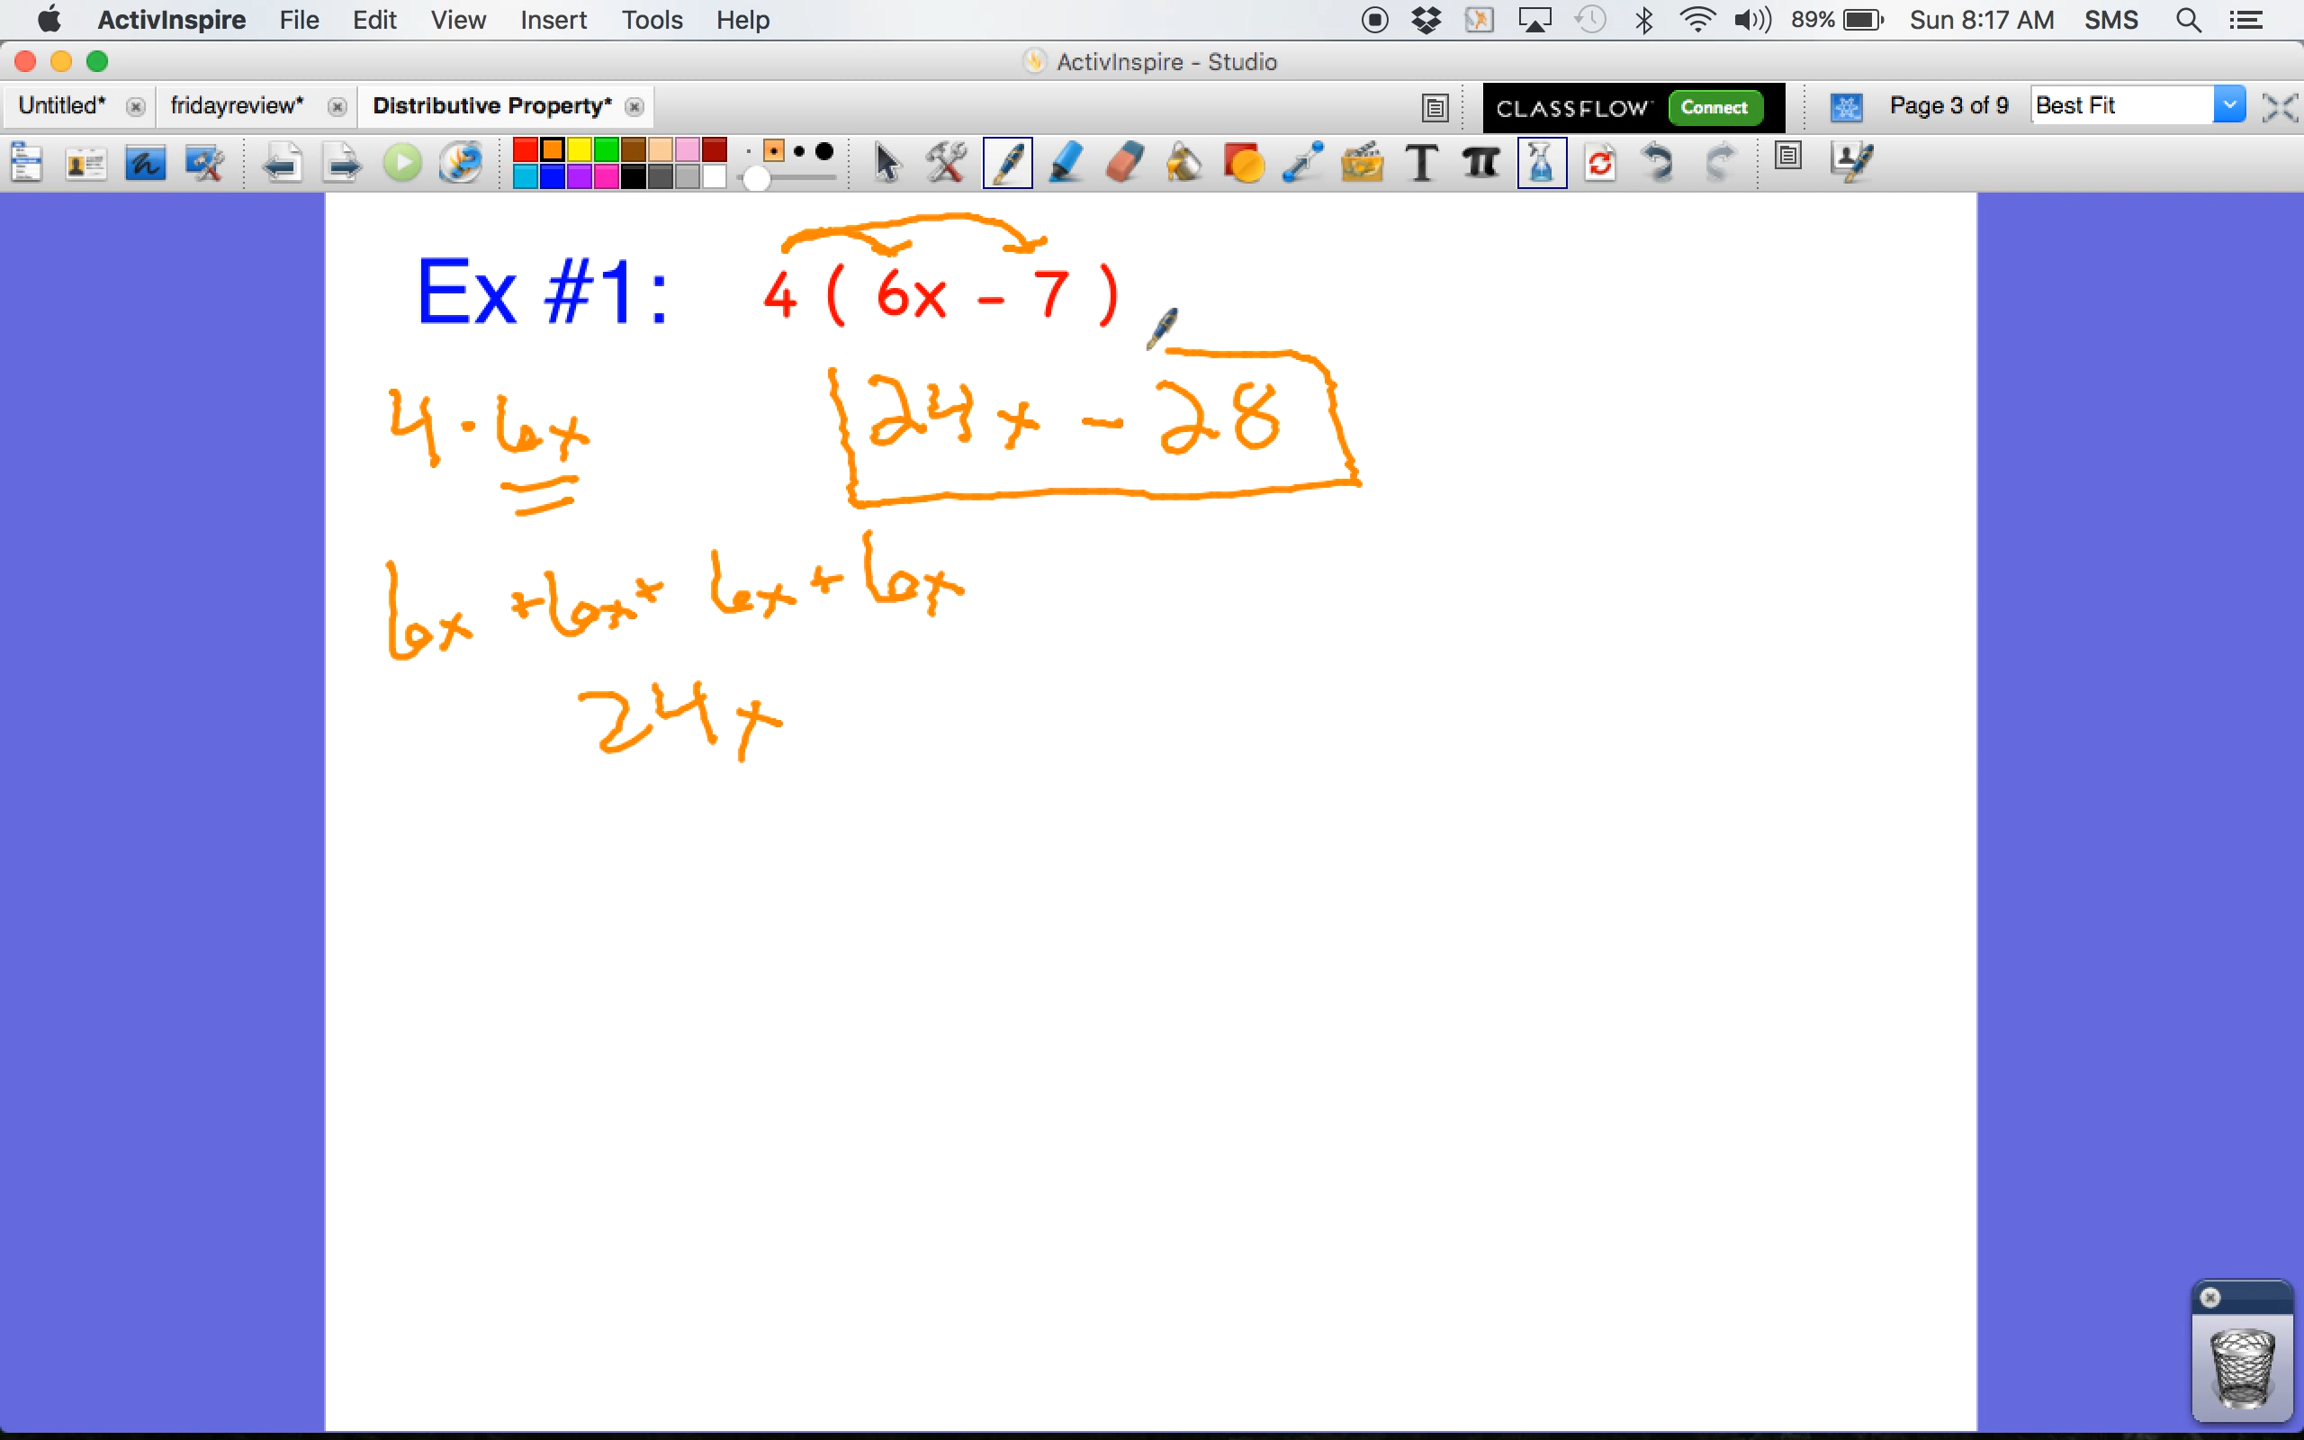 ActivInspire File Edit View Insert Tools Help 89% Sun 8:17 AM SMS
ActivInspire - Studio
Untitled* fridayreview* Distributive Property* CLASSFLOW Connect Page 3 of 9 Best Fit
T π
Ex #1: 4 ( 6x - 7 )
4 · 6x 24x - 28
6x + 6x + 6x + 6x
24x